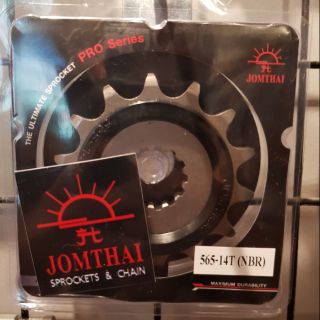 THE ULTIMATE SPROCKET PRO Series
JOMTHAI
JOMTHAI
SPROCKETS & CHAIN
565-14T (NBR)
MAXIMUM DURABILITY